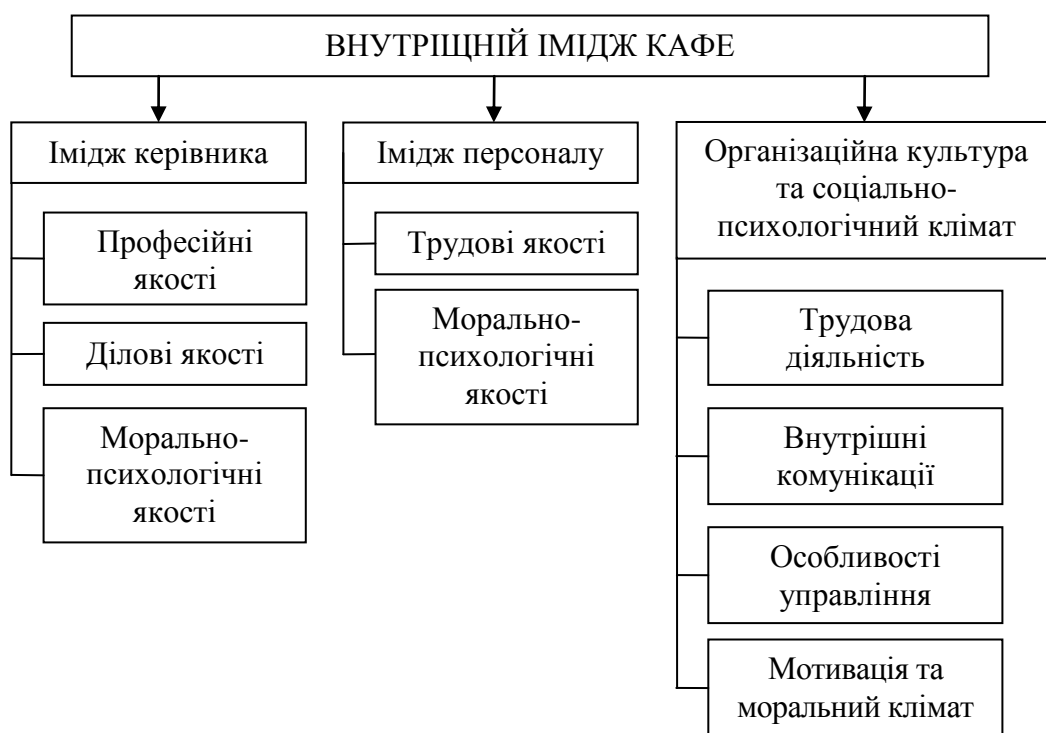 ВНУТРІЩНІЙ ІМІДЖ КАФЕ
Імідж керівника
Професійні
якості
Ділові якості
Морально-
психологічні
якості
Імідж персоналу
Трудові якості
Морально-
психологічні
якості
Організаційна культура
та соціально-
психологічний клімат
Трудова
діяльність
Внутрішні
комунікації
Особливості
управління
Мотивація та
моральний клімат